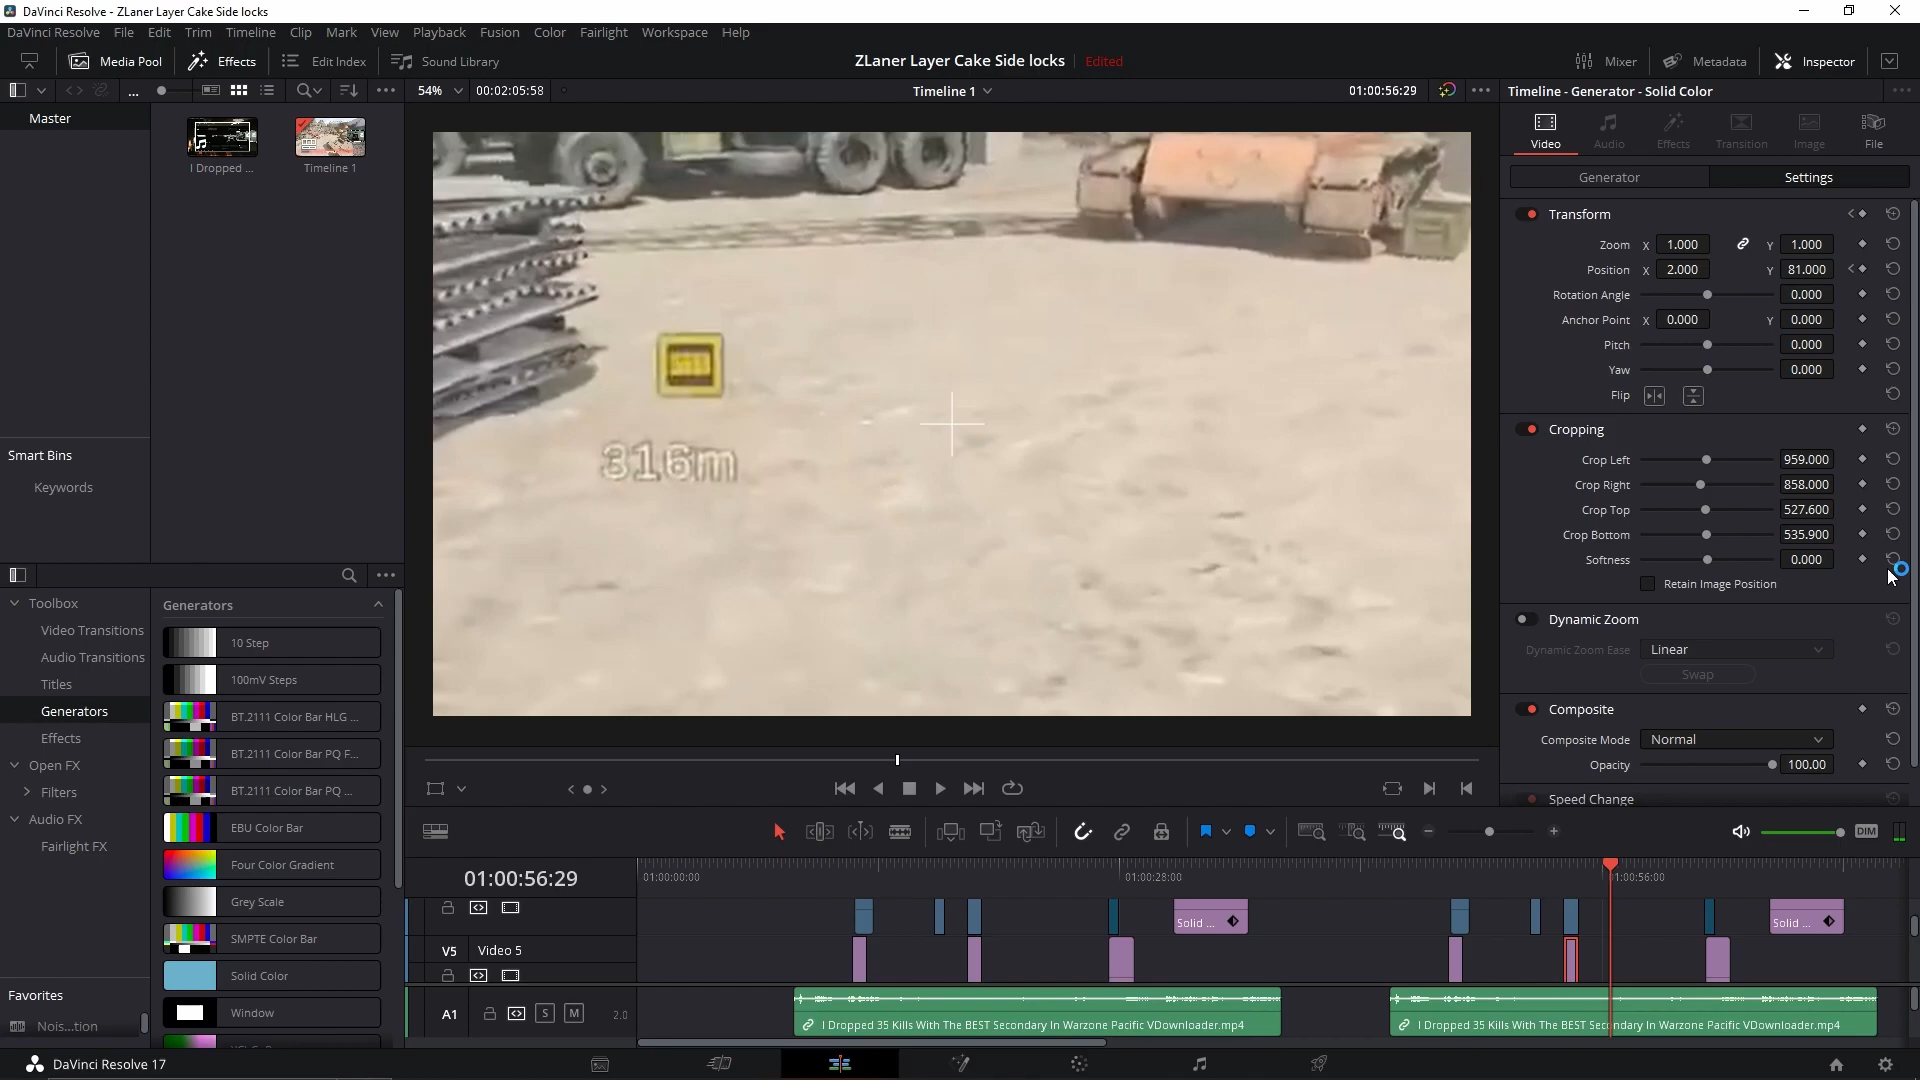 DaVinci Resolve - ZLaner Layer Cake Side locks
DaVinci Resolve File Edit Trim Timeline Clip Mark View Playback Fusion Color Fairlight Workspace Help
Media Pool Effects Edit Index Sound Library ZLaner Layer Cake Side locks Edited Mixer Metadata Inspector
... 54% 00:02:05:58 Timeline 1 01:00:56:29 Timeline - Generator - Solid Color
Master
I Dropped ... Timeline 1
Video Audio Effects Transition Image File
Generator Settings
Transform
Zoom X 1.000 Y 1.000
Position X 2.000 Y 81.000
Rotation Angle 0.000
Anchor Point X 0.000 Y 0.000
Pitch 0.000
Yaw 0.000
Flip
Cropping
Crop Left 959.000
Crop Right 858.000
Crop Top 527.600
Crop Bottom 535.900
Softness 0.000
Retain Image Position
Dynamic Zoom
Dynamic Zoom Ease Linear
Swap
Composite
Composite Mode Normal
Opacity 100.00
Speed Change
316m
Smart Bins
Keywords
Toolbox
Video Transitions
Audio Transitions
Titles
Generators
Effects
Open FX
Filters
Audio FX
Fairlight FX
Favorites
Nois...tion
Generators
10 Step
100mV Steps
BT.2111 Color Bar HLG ...
BT.2111 Color Bar PQ F...
BT.2111 Color Bar PQ ...
EBU Color Bar
Four Color Gradient
Grey Scale
SMPTE Color Bar
Solid Color
Window
DIM
01:00:56:29 01:00:00:00 01:00:28:00 01:00:56:00
Solid ... Solid ...
V5 Video 5
A1 S M 2.0
I Dropped 35 Kills With The BEST Secondary In Warzone Pacific VDownloader.mp4 I Dropped 35 Kills With The BEST Secondary In Warzone Pacific VDownloader.mp4
DaVinci Resolve 17